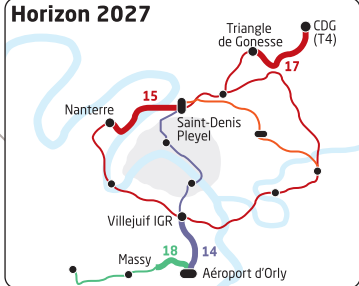 Horizon 2027
Triangle
de Gonesse
CDG
(T4)
17
Nanterre
15
Saint-Denis
Pleyel
Villejuif IGR
Massy
18
14
Aéroport d'Orly